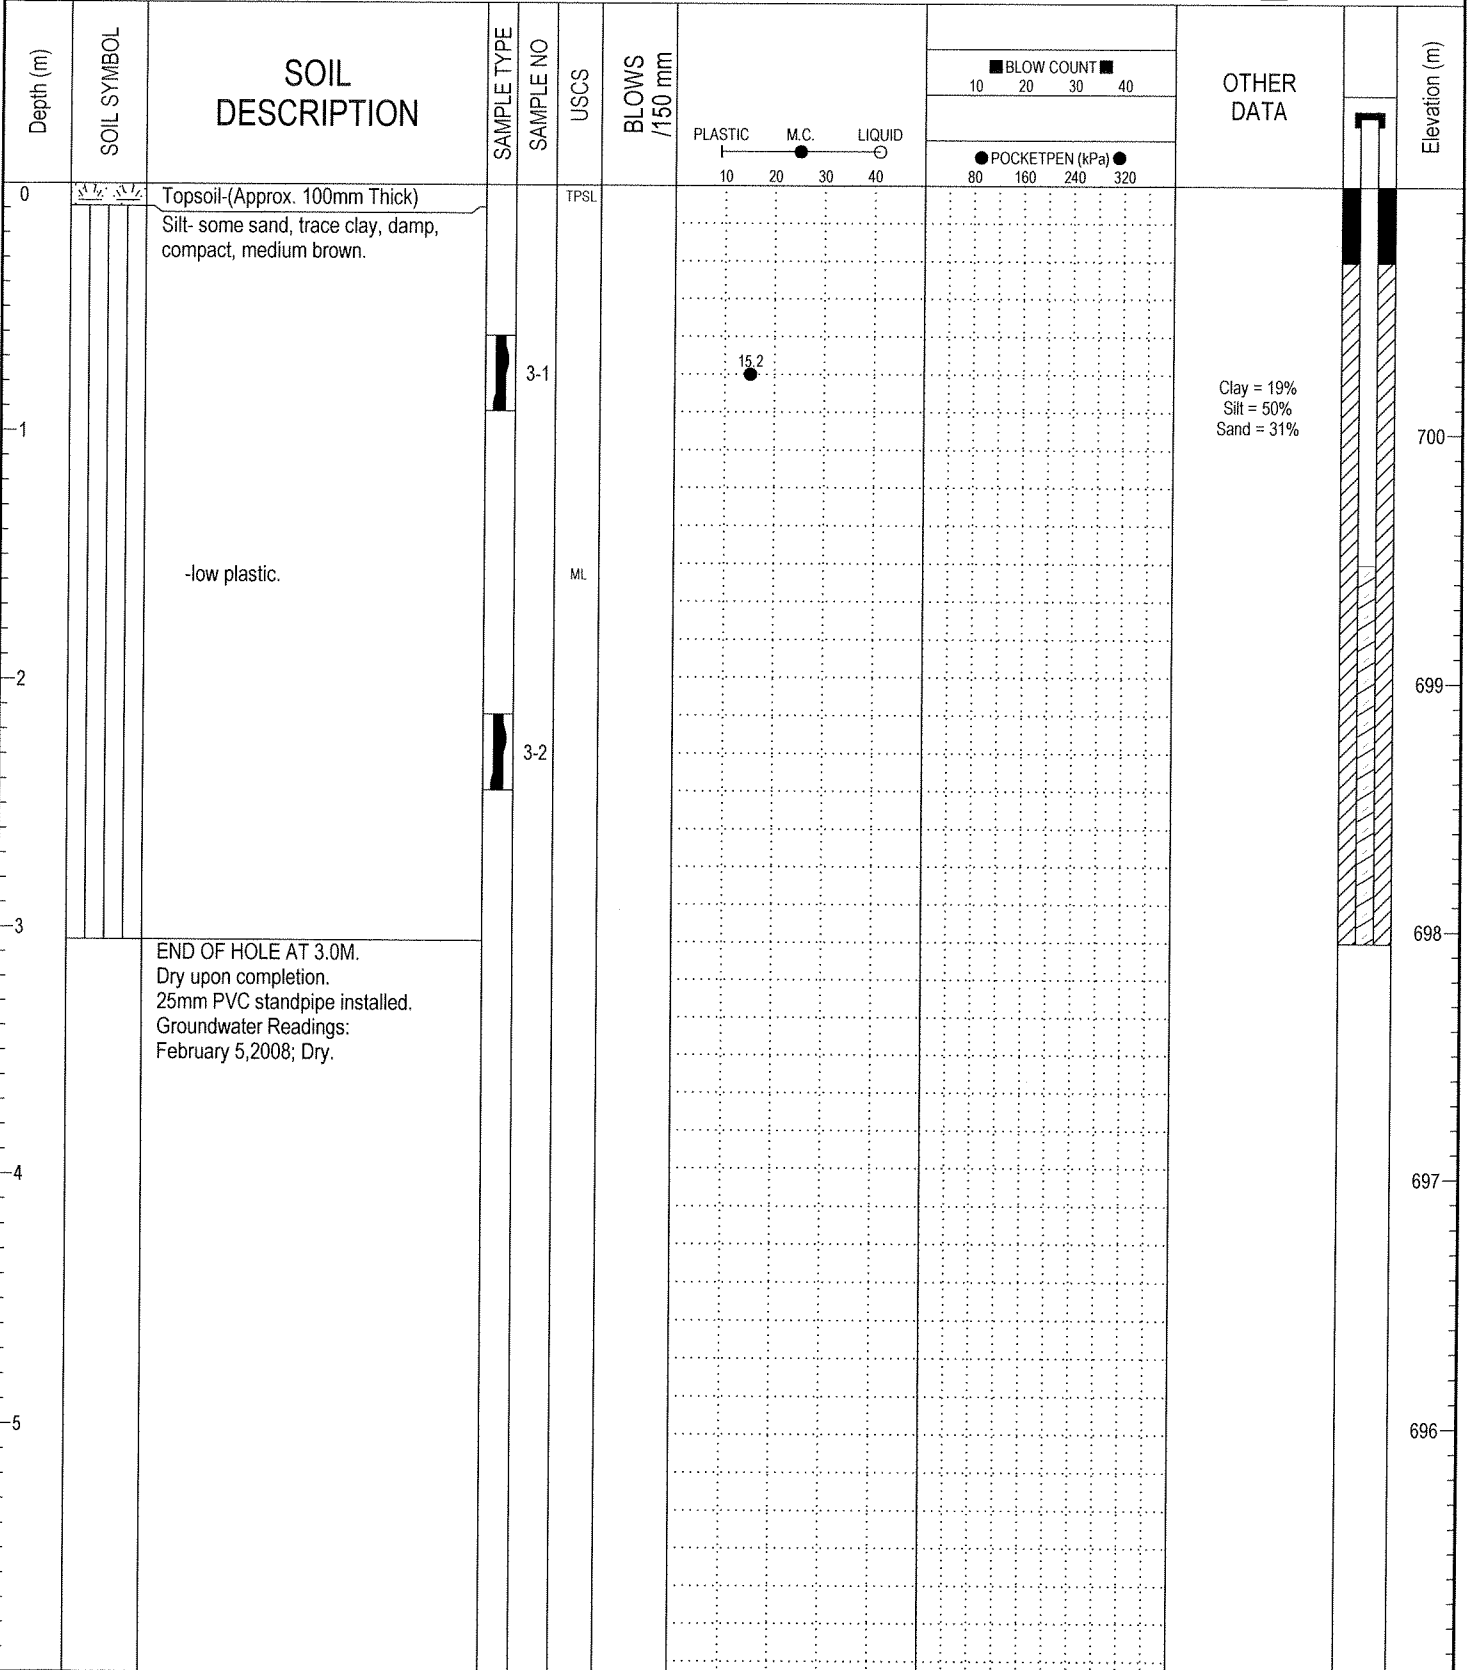 Depth (m)
SOIL SYMBOL
SOIL
DESCRIPTION
SAMPLE TYPE
SAMPLE NO
USCS
BLOWS
/150 mm
PLASTIC M.C. LIQUID
10 20 30 40
■ BLOW COUNT ■
10 20 30 40
● POCKETPEN (kPa) ●
80 160 240 320
OTHER
DATA
Elevation (m)
0
Topsoil-(Approx. 100mm Thick)
TPSL
Silt- some sand, trace clay, damp,
compact, medium brown.
3-1
15.2
Clay = 19%
Silt = 50%
Sand = 31%
1
700
-low plastic.
ML
2
699
3-2
3
698
END OF HOLE AT 3.0M.
Dry upon completion.
25mm PVC standpipe installed.
Groundwater Readings:
February 5,2008; Dry.
4
697
5
696